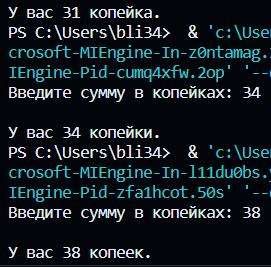 У вас 31 копейка.
PS C:\Users\bli34>  & 'c:\Use
crosoft-MIEngine-In-z0ntamag.
IEngine-Pid-cumq4xfw.2op' '--
Введите сумму в копейках: 34
У вас 34 копейки.
PS C:\Users\bli34>  & 'c:\Use
crosoft-MIEngine-In-l11du0bs.
IEngine-Pid-zfa1hcot.50s' '--
Введите сумму в копейках: 38
У вас 38 копеек.